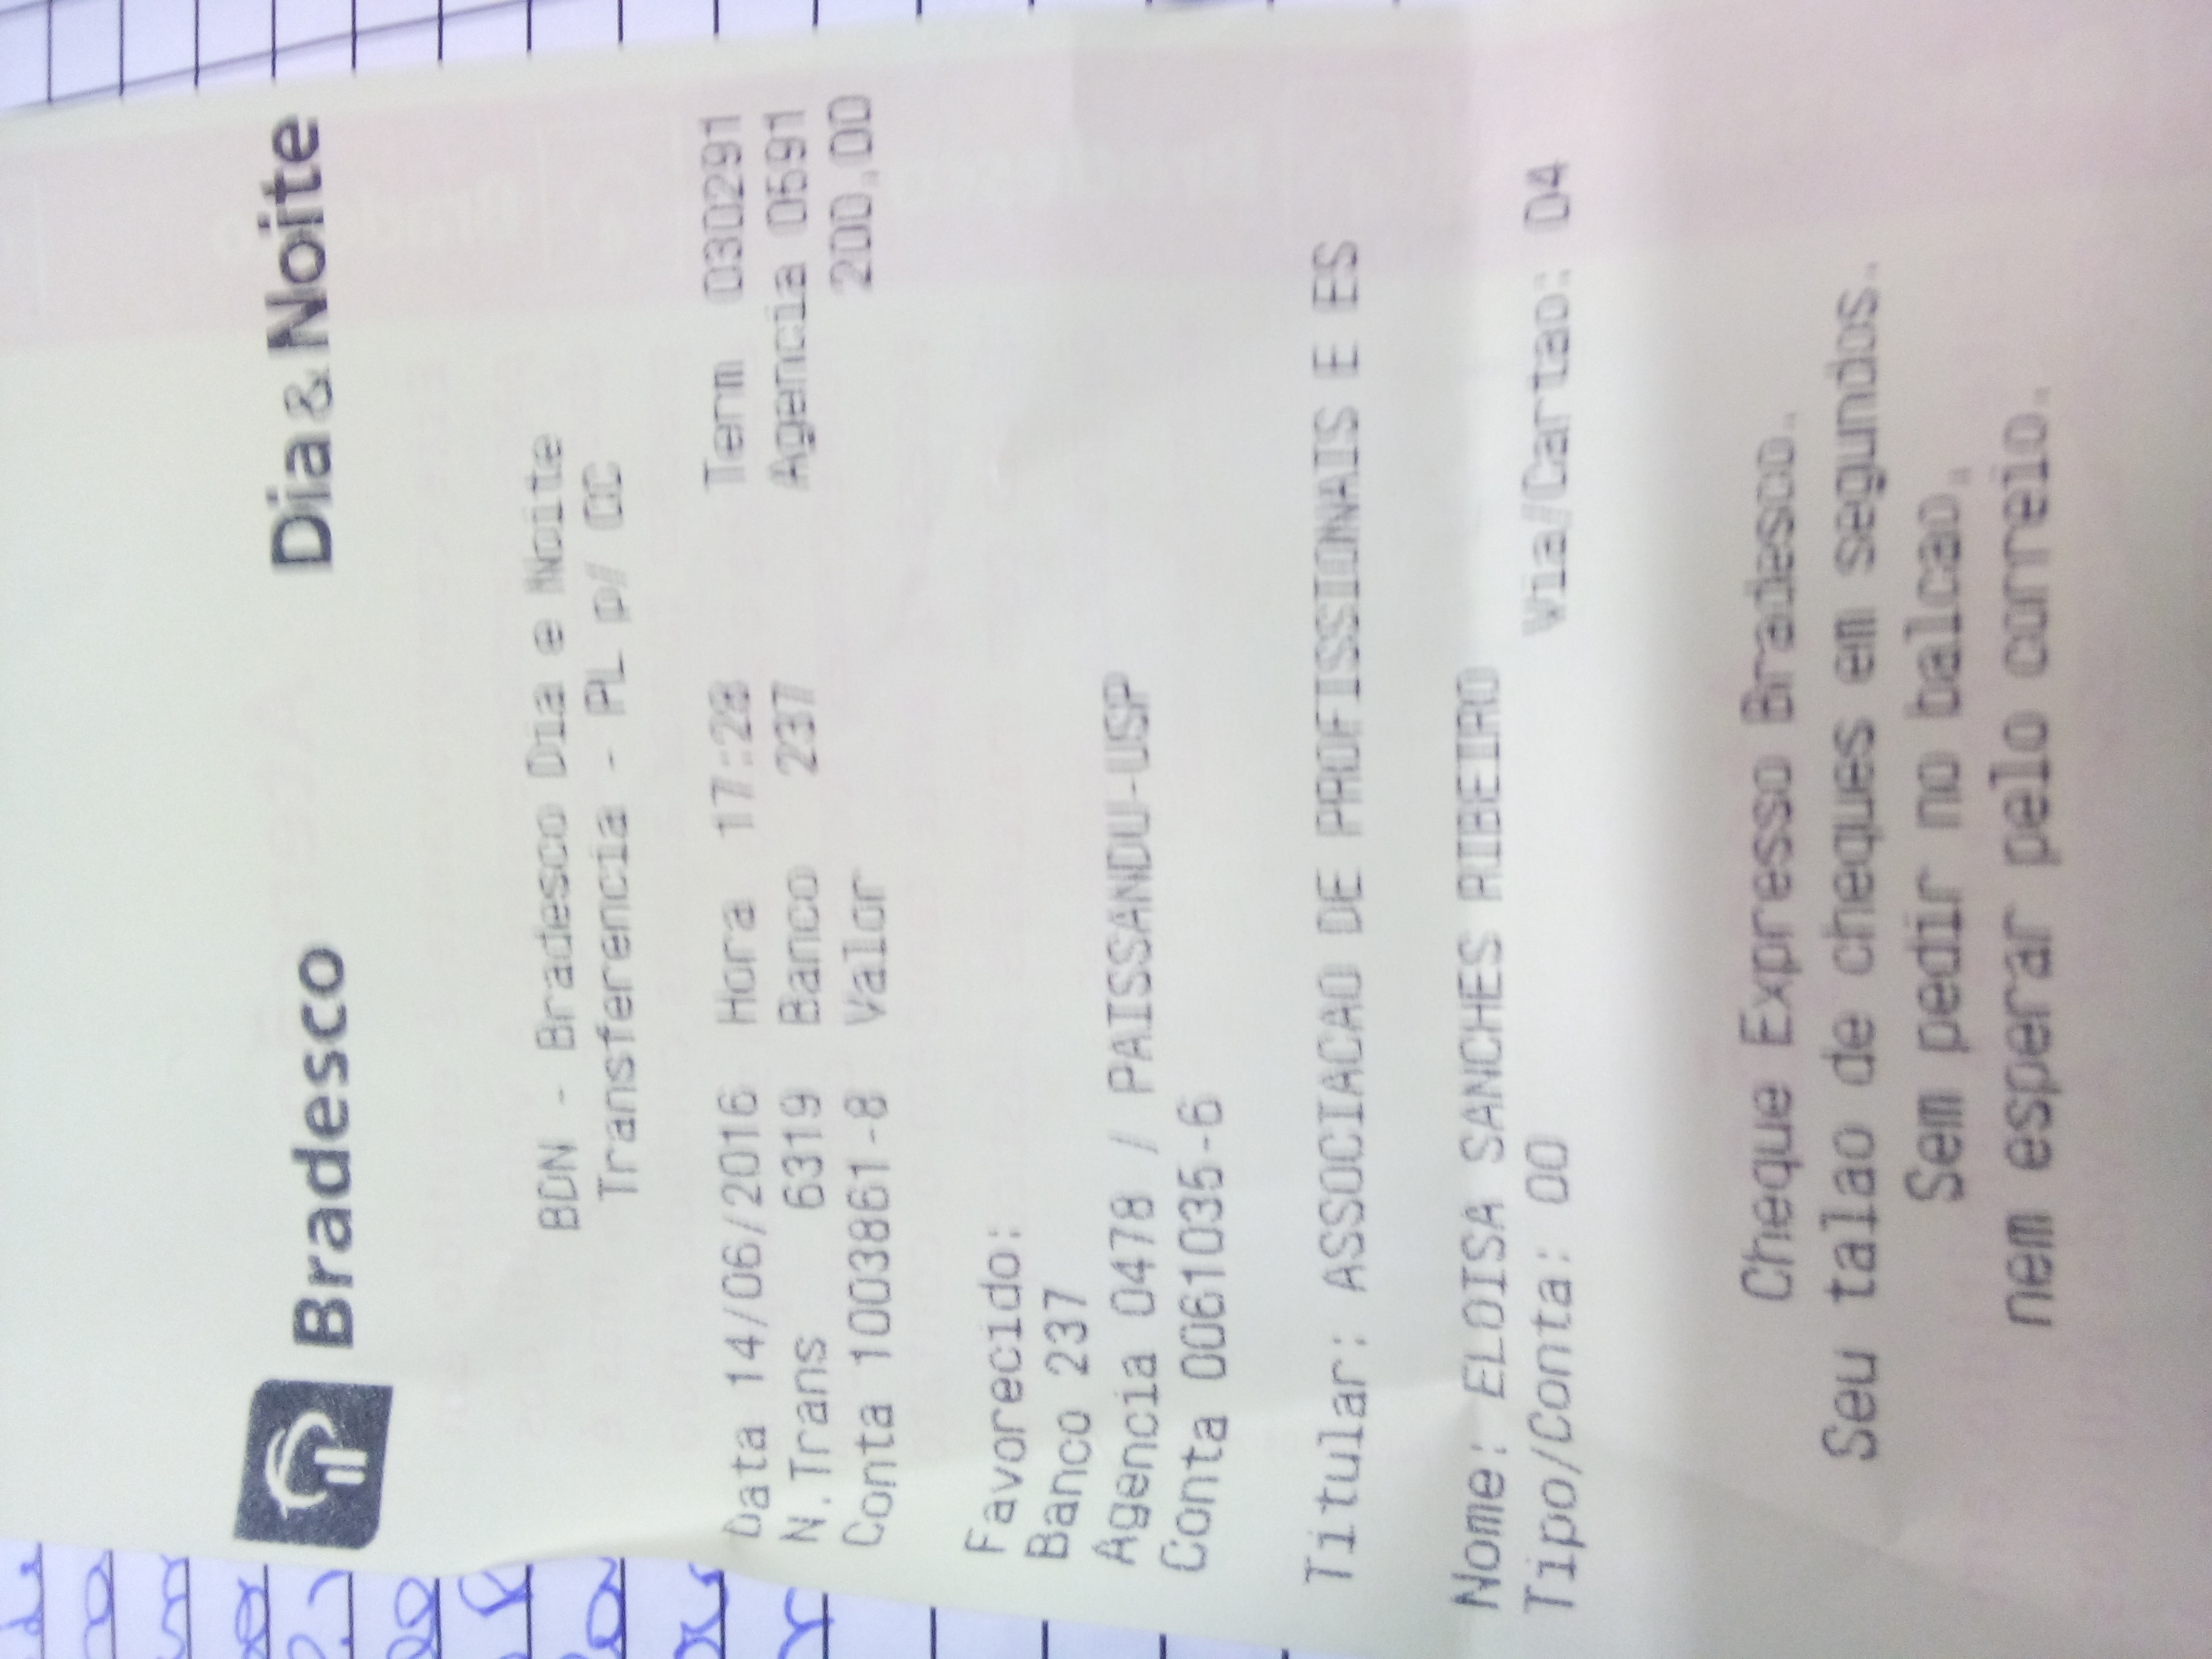 Bradesco Dia & Noite
BDN - Bradesco Dia e Noite
Transferencia - PL p/ CC
Data 14/06/2016 Hora 17:28 Term 030291
N.Trans 6319 Banco 237 Agencia 0591
Conta 1003861-8 Valor 200,00
Favorecido:
Banco 237
Agencia 0478 / PAISSANDU-USP
Conta 0061035-6
Titular: ASSOCIACAO DE PROFISSIONAIS E ES
Nome: ELOISA SANCHES RIBEIRO
Tipo/Conta: 00 Via/Cartao: 04
Cheque Expresso Bradesco.
Seu talao de cheques em segundos.
Sem pedir no balcao,
nem esperar pelo correio.